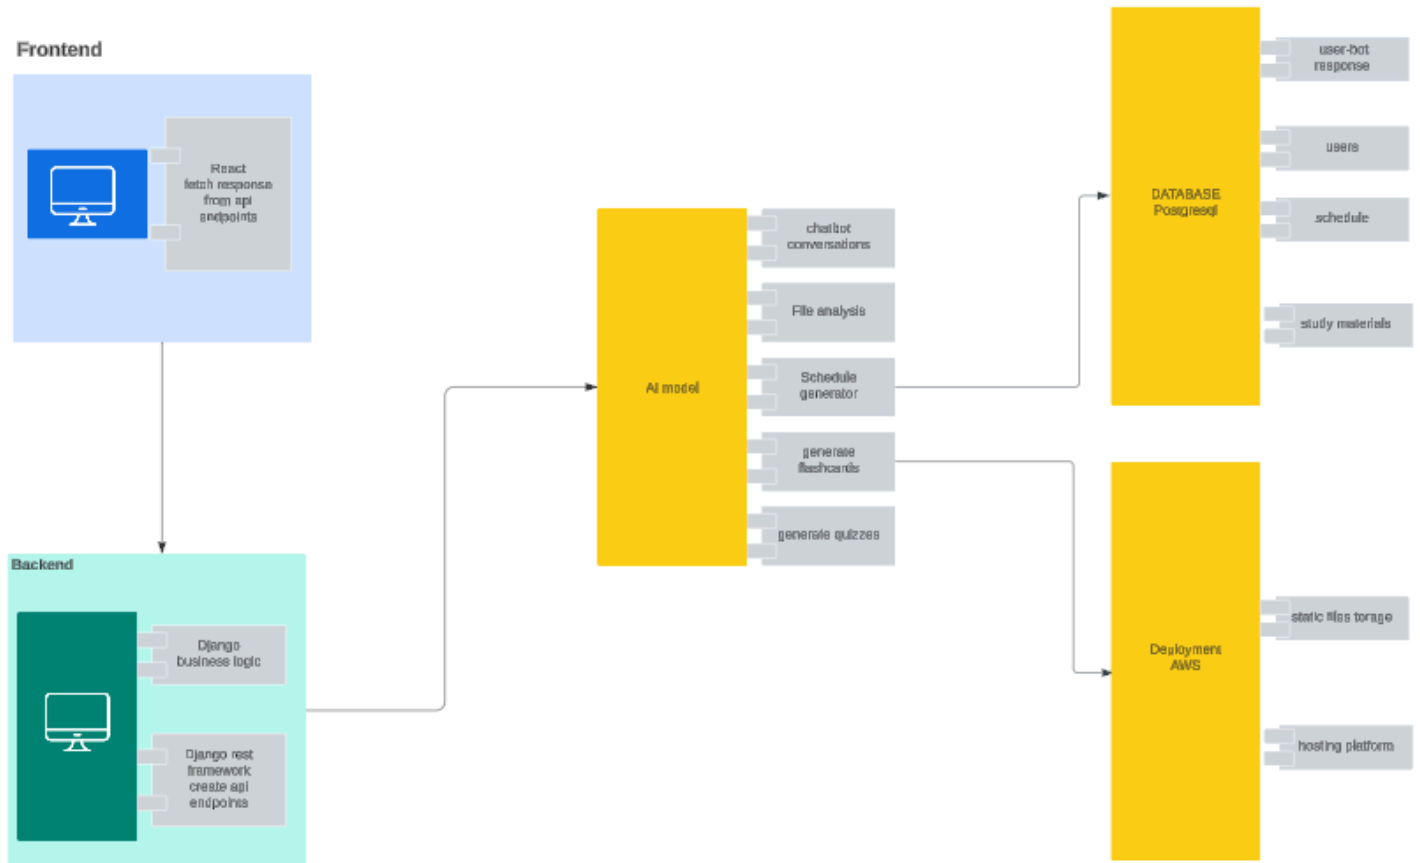 Frontend
React
fetch response
from api
endpoints
Backend
Django
business logic
Django rest
framework
create api
endpoints
AI model
chatbot
conversations
File analysis
Schedule
generator
generate
flashcards
generate quizzes
DATABASE
Postgresql
user-bot
response
users
schedule
study materials
Deployment
AWS
static files torage
hosting platform